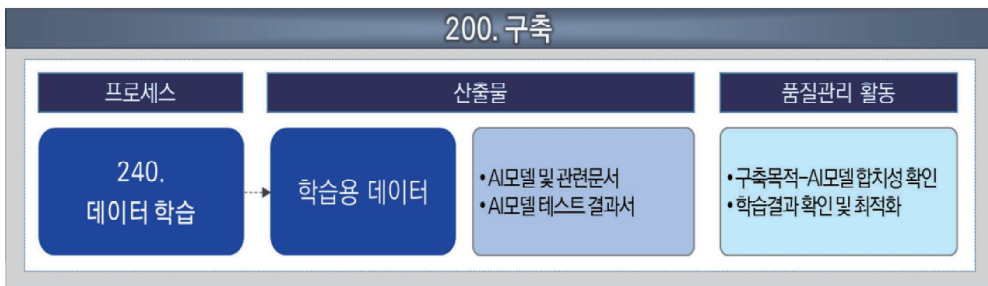 200. 구축
프로세스
산출물
품질관리 활동
240.
데이터 학습
학습용 데이터
• AI모델 및 관련문서
• AI모델 테스트 결과서
• 구축목적-AI모델 합치성 확인
• 학습결과 확인 및 최적화